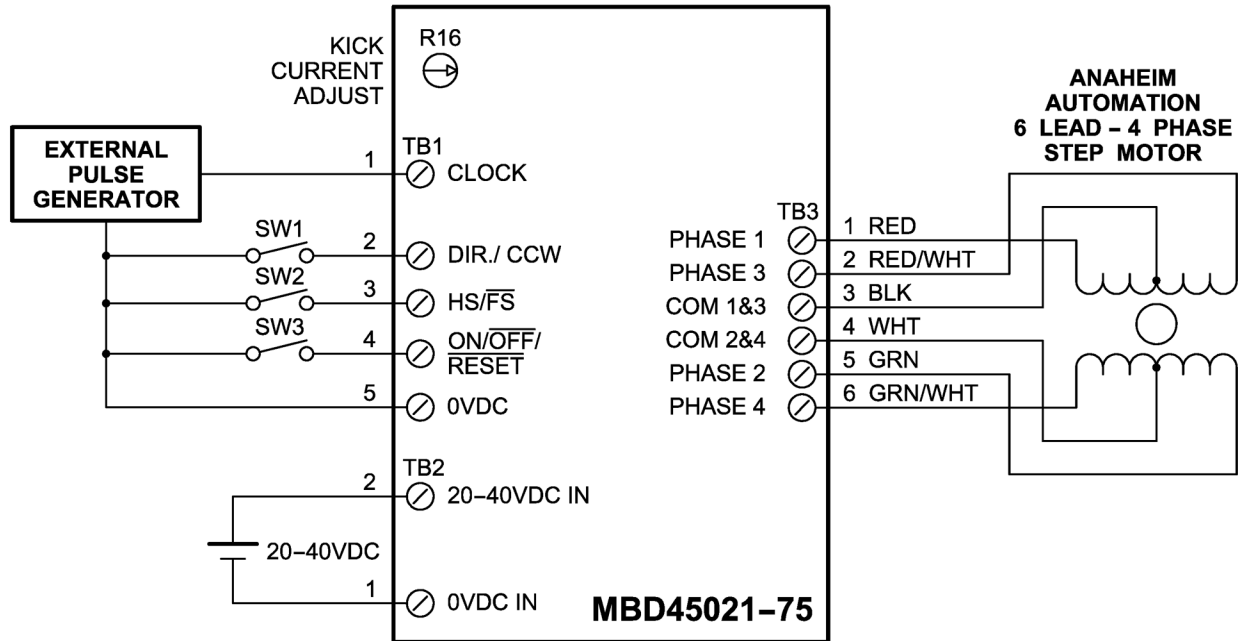 KICK
CURRENT
ADJUST
R16
EXTERNAL
PULSE
GENERATOR
1
TB1
CLOCK
SW1
2
DIR./ CCW
SW2
3
HS/F̅S̅
SW3
4
ON/O̅F̅F̅/
R̅E̅S̅E̅T̅
5
0VDC
TB2
2
20–40VDC IN
20–40VDC
1
0VDC IN
MBD45021–75
TB3
PHASE 1
1 RED
PHASE 3
2 RED/WHT
COM 1&3
3 BLK
COM 2&4
4 WHT
PHASE 2
5 GRN
PHASE 4
6 GRN/WHT
ANAHEIM
AUTOMATION
6 LEAD – 4 PHASE
STEP MOTOR